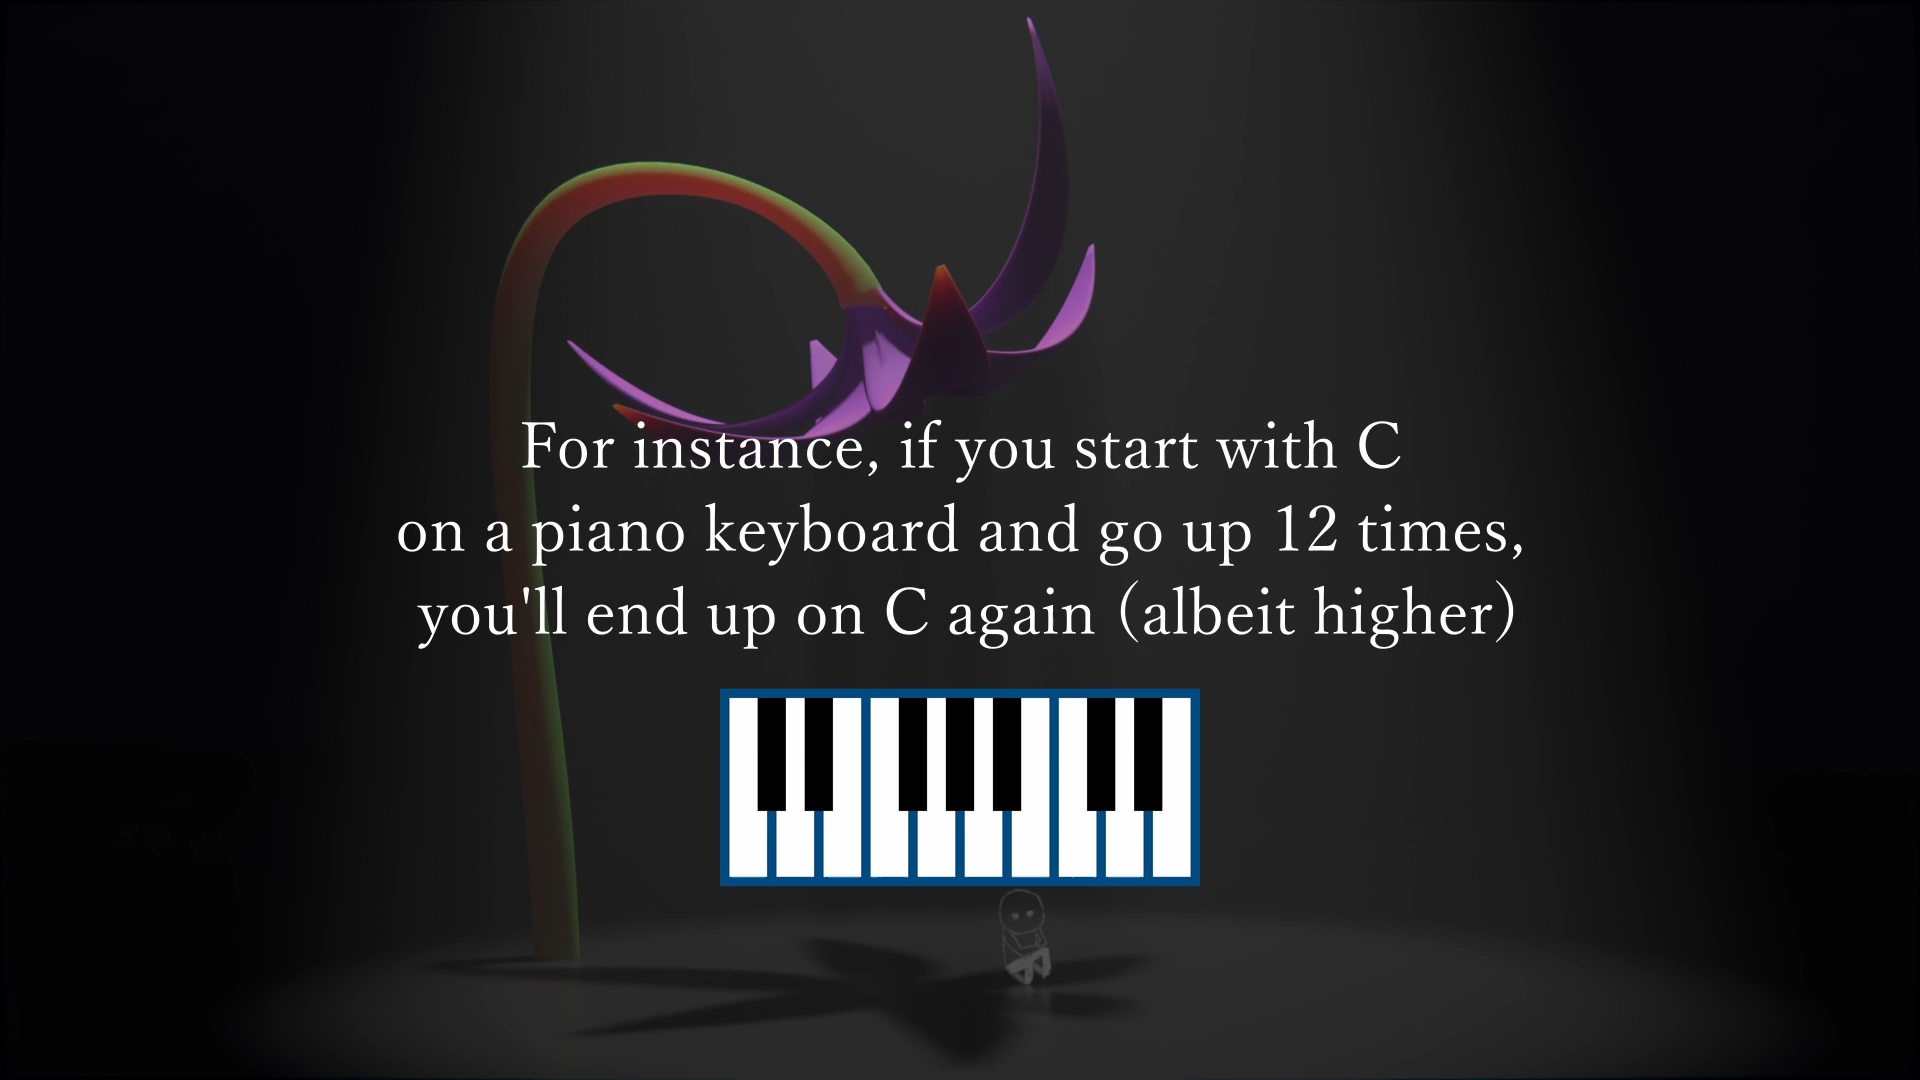 For instance, if you start with C
on a piano keyboard and go up 12 times,
you'll end up on C again (albeit higher)